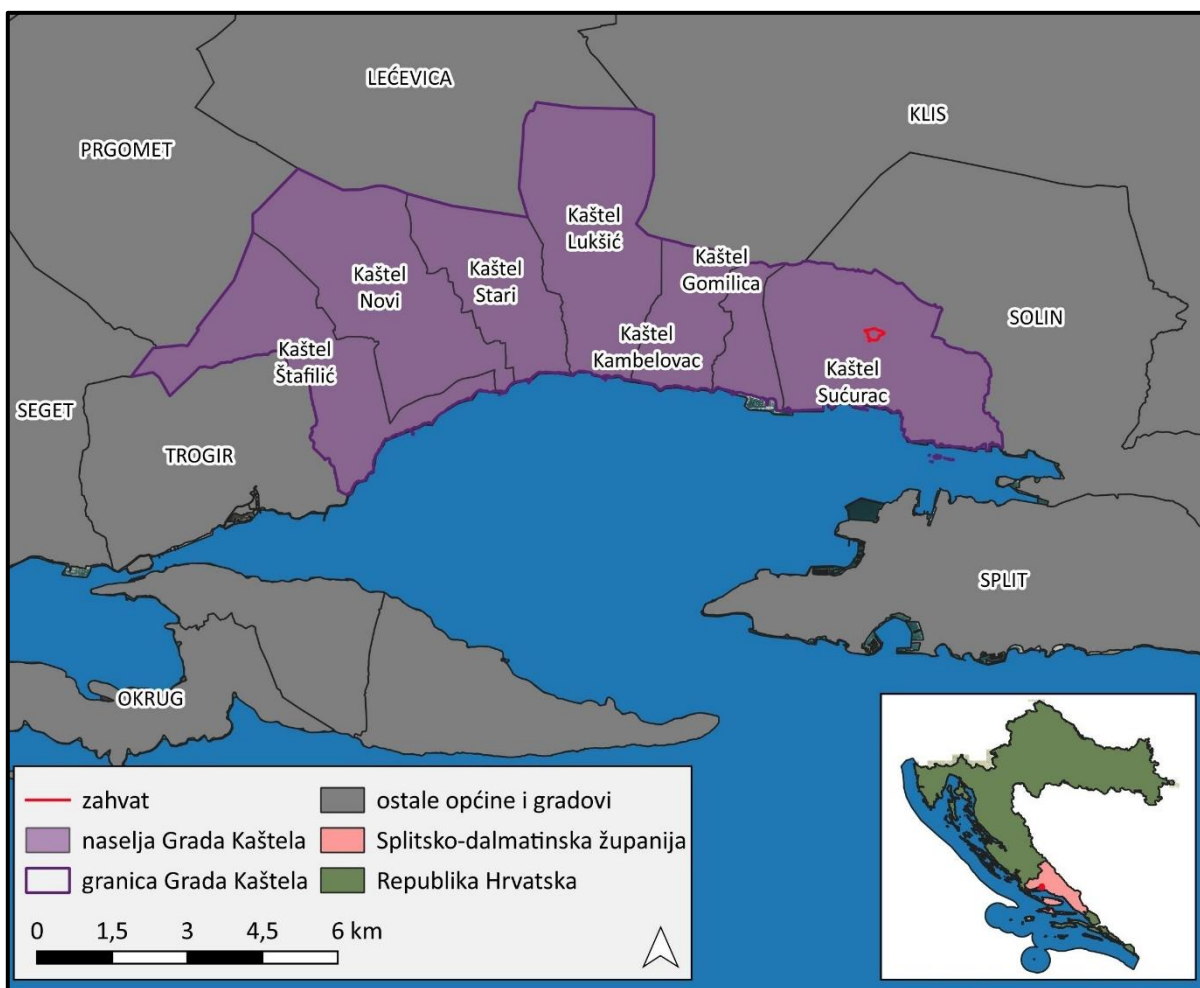 LEĆEVICA
KLIS
PRGOMET
Kaštel
Lukšić
Kaštel
Gomilica
Kaštel
Novi
Kaštel
Stari
SOLIN
Kaštel
Štafilić
Kaštel
Kambelovac
Kaštel
Sućurac
SEGET
TROGIR
SPLIT
OKRUG
zahvat
naselja Grada Kaštela
granica Grada Kaštela
ostale općine i gradovi
Splitsko-dalmatinska županija
Republika Hrvatska
0 1,5 3 4,5 6 km